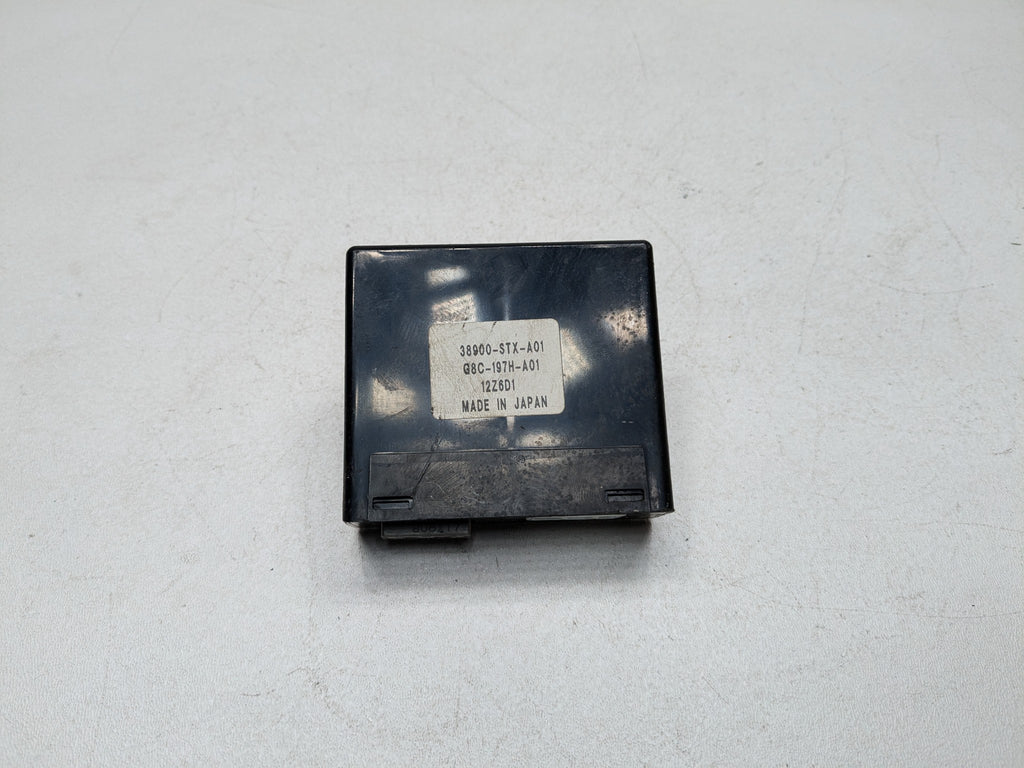 38900-STX-A01
G8C-197H-A01
12Z6D1
MADE IN JAPAN